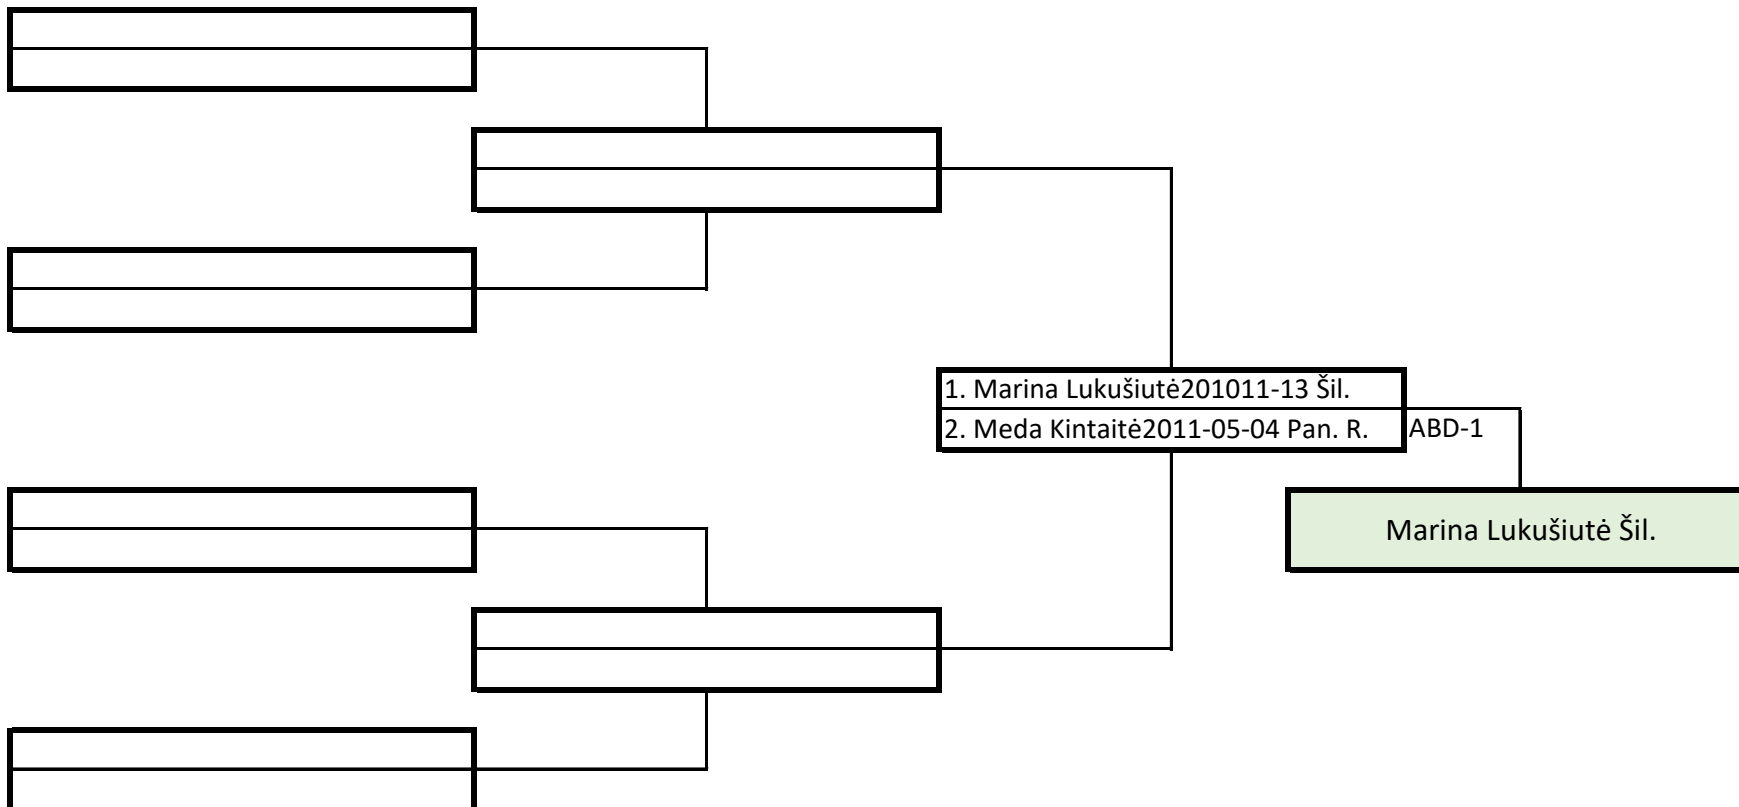 1. Marina Lukušiutė201011-13 Šil.
2. Meda Kintaitė2011-05-04 Pan. R.
ABD-1
Marina Lukušiutė Šil.